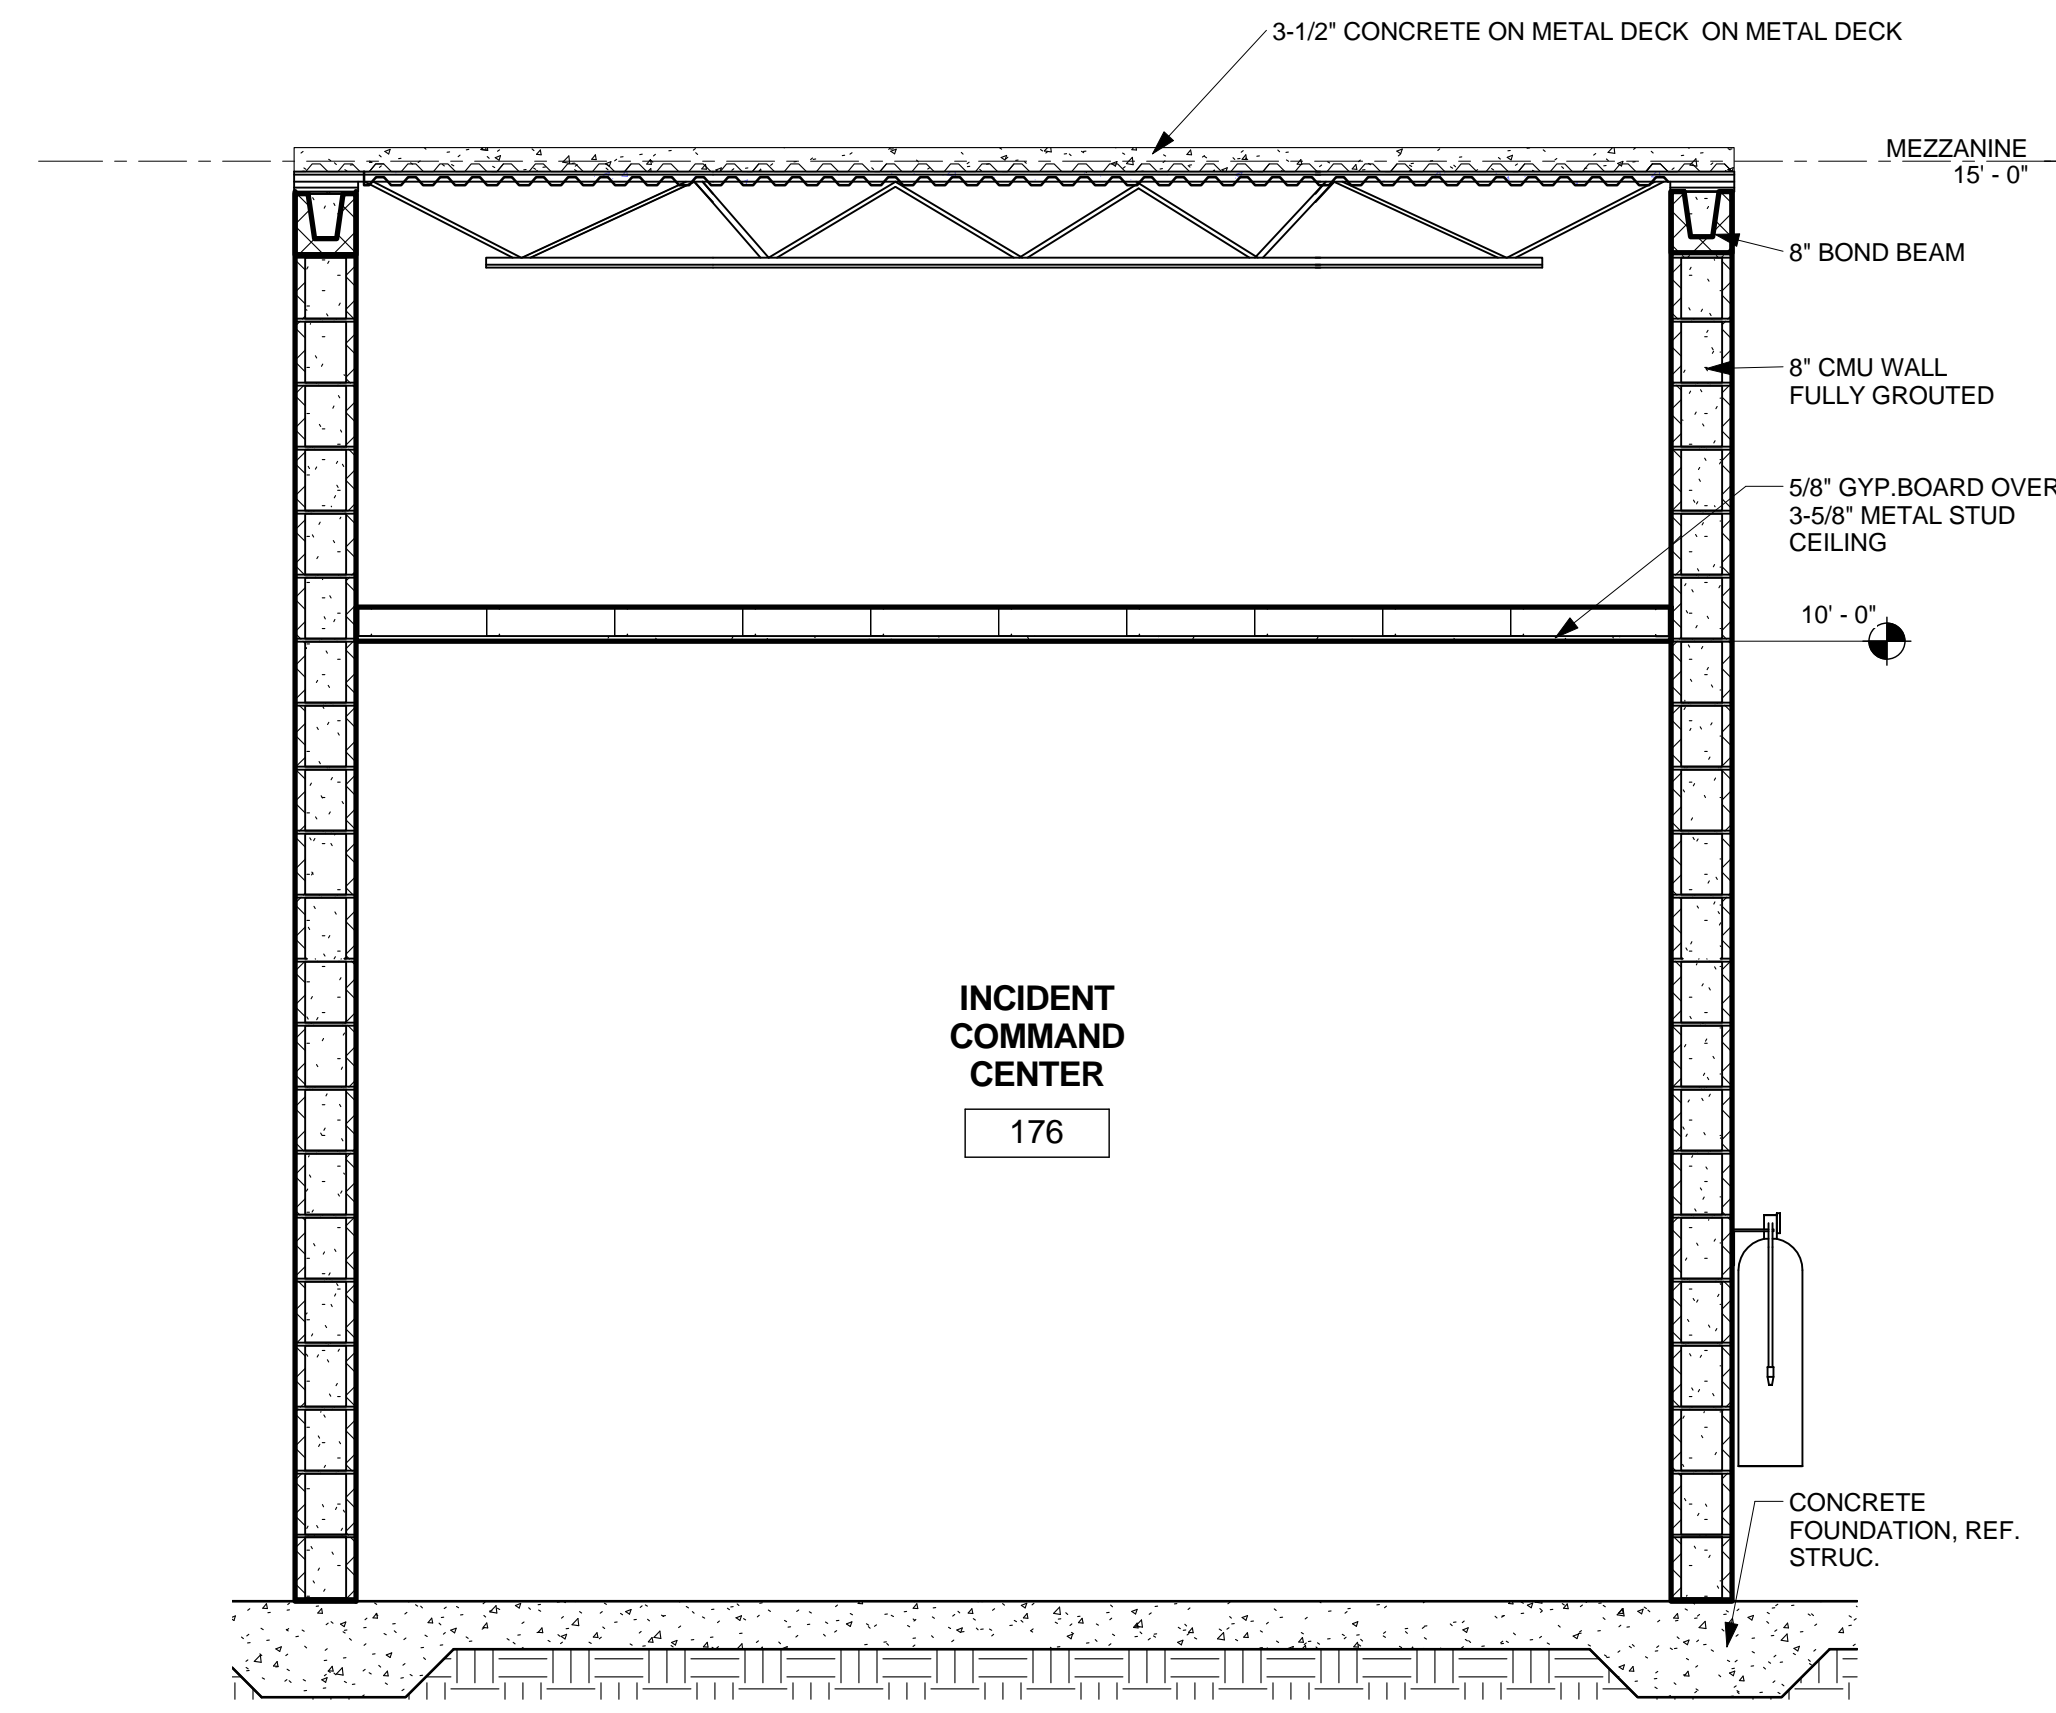 3-1/2" CONCRETE ON METAL DECK  ON METAL DECK
MEZZANINE
15' - 0"
8" BOND BEAM
8" CMU WALL
FULLY GROUTED
5/8" GYP.BOARD OVER
3-5/8" METAL STUD
CEILING
10' - 0"
INCIDENT
COMMAND
CENTER
176
CONCRETE
FOUNDATION, REF.
STRUC.